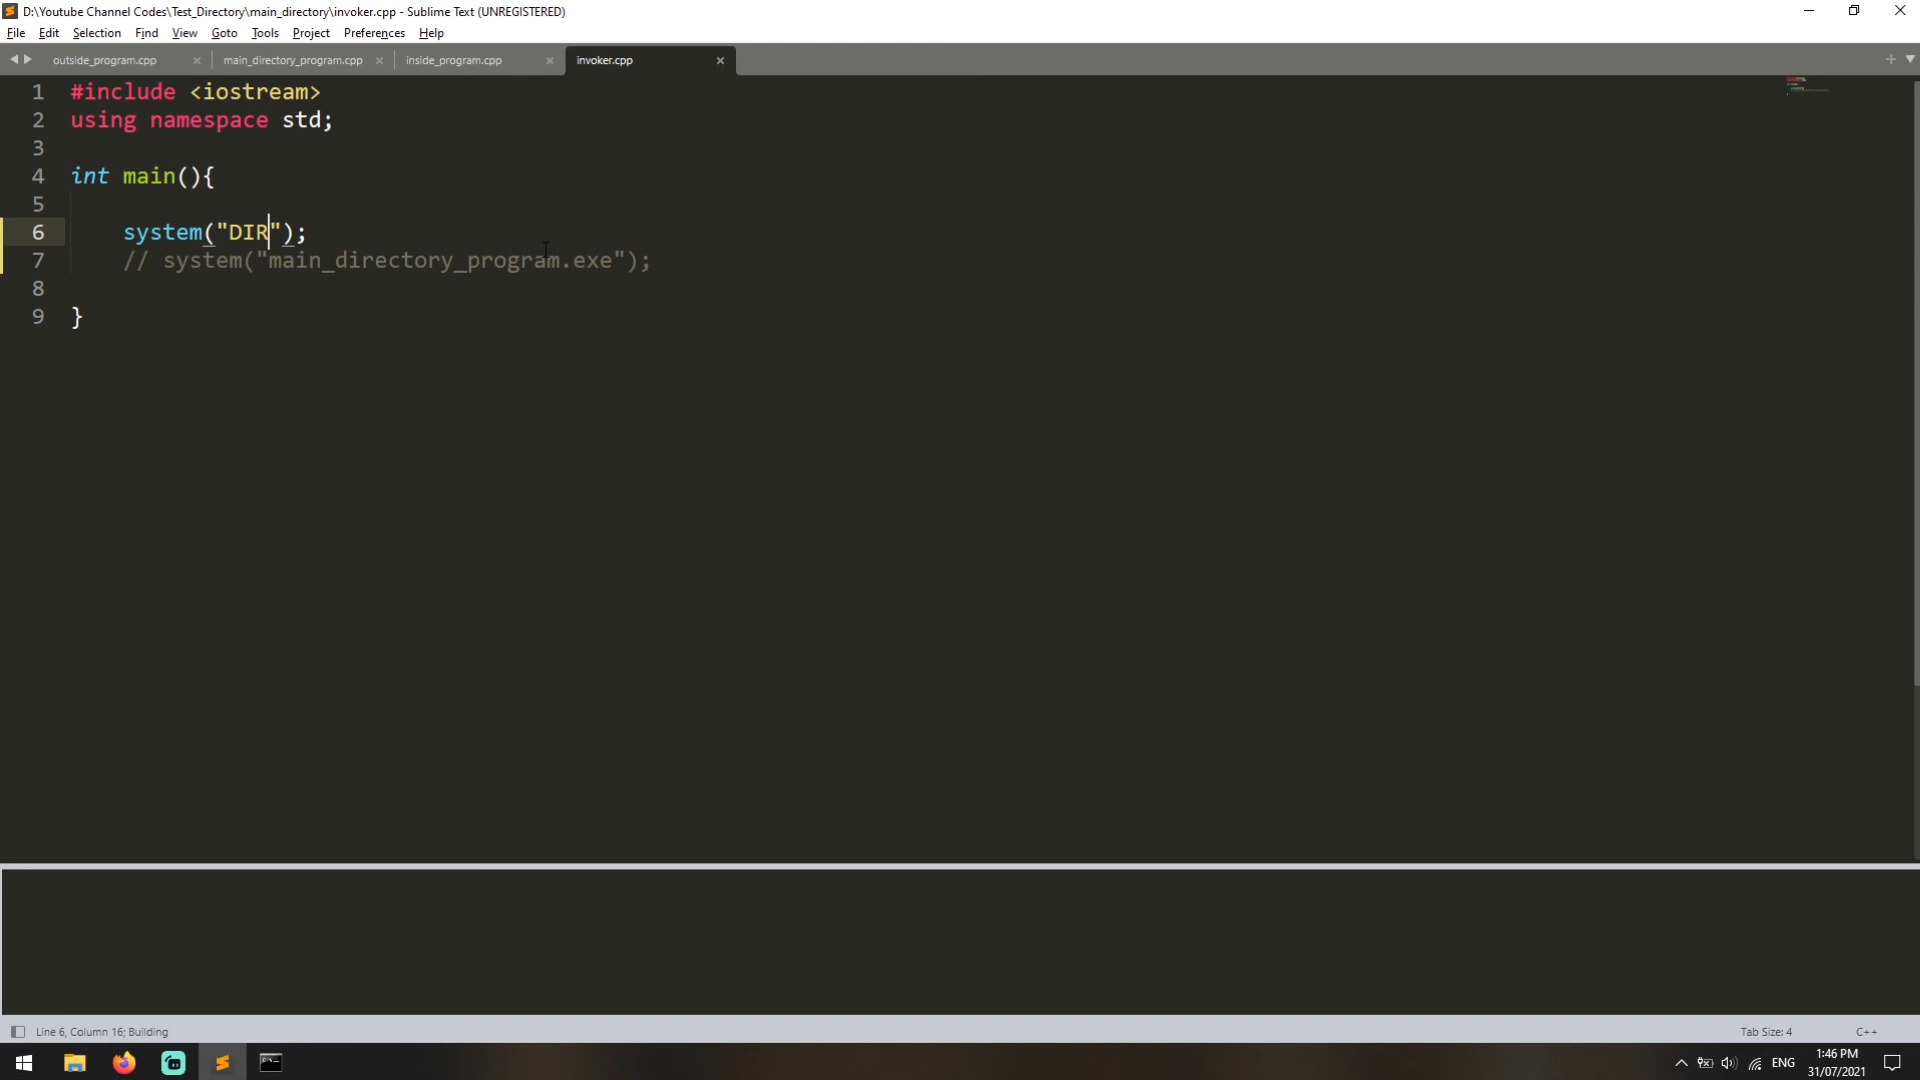 D:\Youtube Channel Codes\Test_Directory\main_directory\invoker.cpp - Sublime Text (UNREGISTERED)
File Edit Selection Find View Goto Tools Project Preferences Help
outside_program.cpp main_directory_program.cpp inside_program.cpp invoker.cpp
1 #include <iostream>
2 using namespace std;
3
4 int main(){
5
6 system("DIR");
7 // system("main_directory_program.exe");
8
9 }
Line 6, Column 16; Building Tab Size: 4 C++
ENG 1:46 PM
31/07/2021